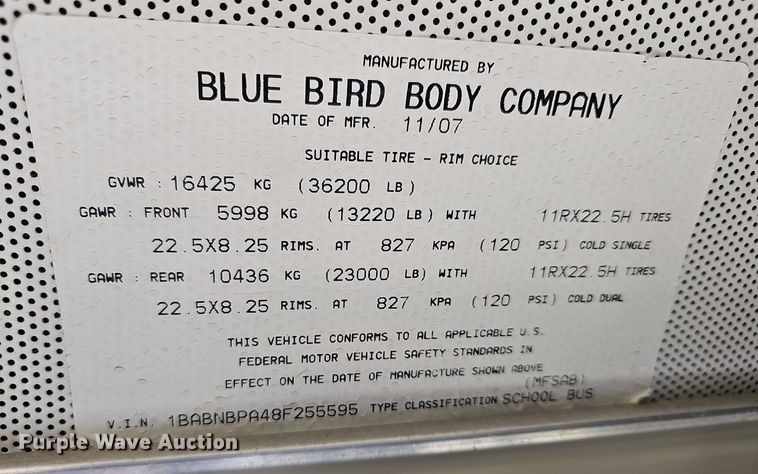 MANUFACTURED BY
BLUE BIRD BODY COMPANY
DATE OF MFR. 11/07
SUITABLE TIRE - RIM CHOICE
GVWR : 16425 KG (36200 LB)
GAWR : FRONT 5998 KG (13220 LB) WITH 11RX22.5H TIRES
22.5X8.25 RIMS. AT 827 KPA (120 PSI) COLD SINGLE
GAWR : REAR 10436 KG (23000 LB) WITH 11RX22.5H TIRES
22.5X8.25 RIMS. AT 827 KPA (120 PSI) COLD DUAL
THIS VEHICLE CONFORMS TO ALL APPLICABLE U.S.
FEDERAL MOTOR VEHICLE SAFETY STANDARDS IN
EFFECT ON THE DATE OF MANUFACTURE SHOWN ABOVE
(MFSAB)
V.I.N. 1BABNBPA48F255595 TYPE CLASSIFICATION SCHOOL BUS
Purple Wave Auction